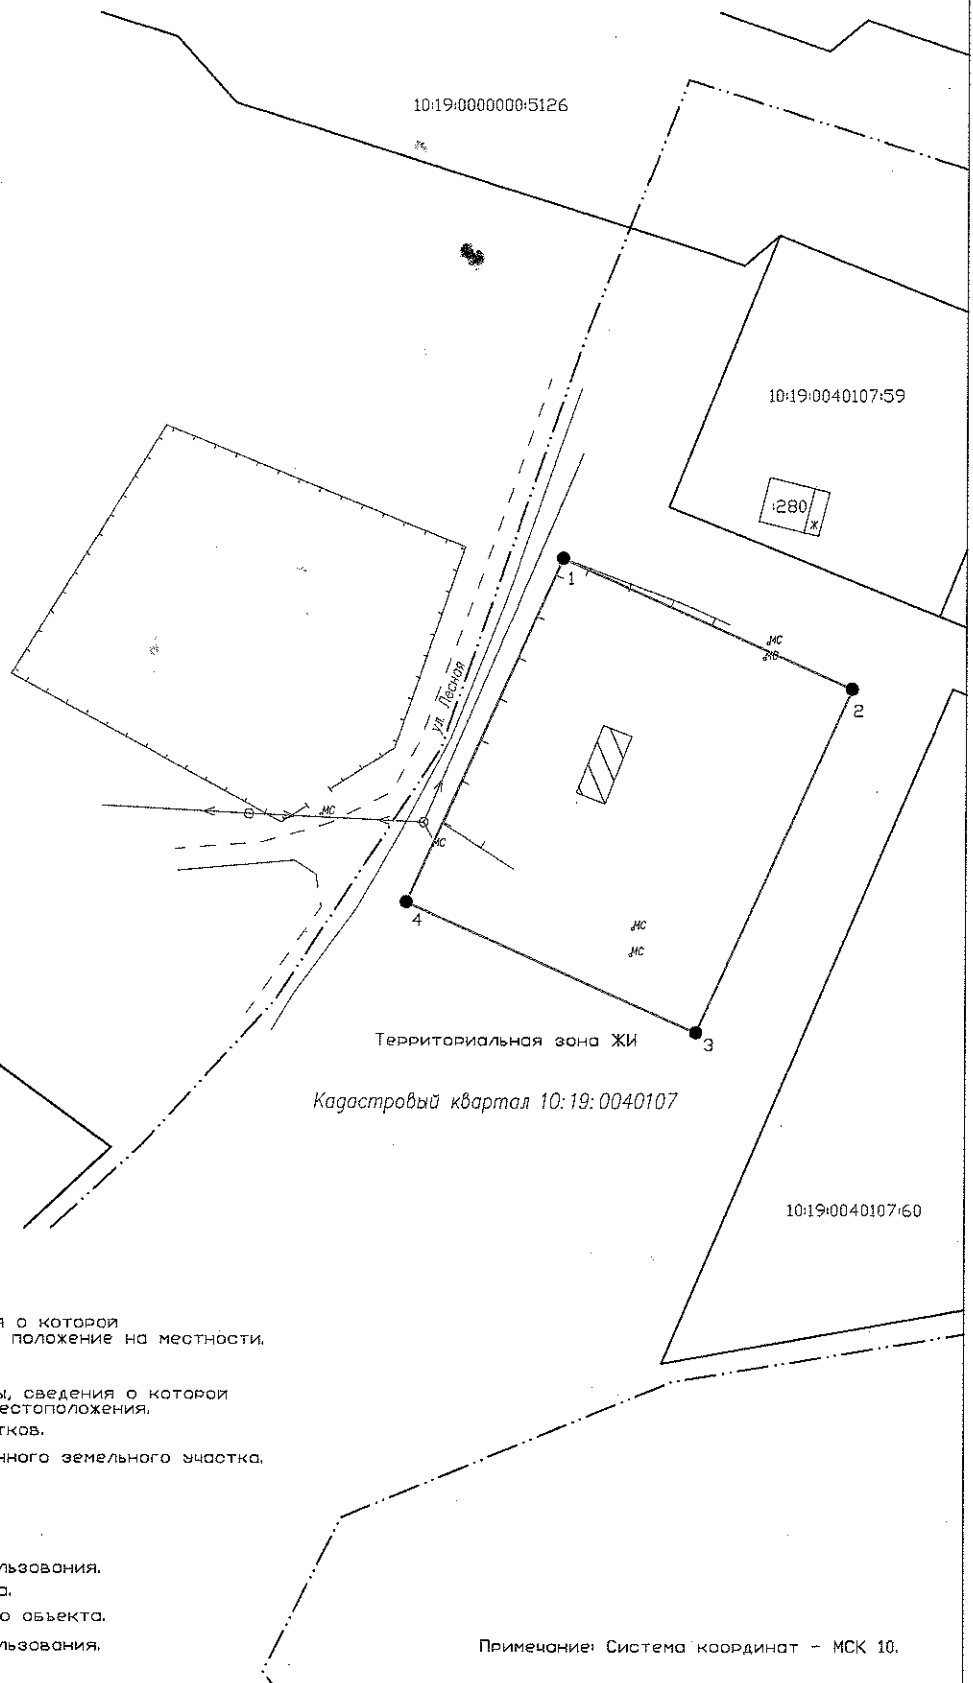 10:19:0000000:5126
10:19:0040107:59
:280
ж
1
мс
мв
2
ул. Лесная
мс
мс
4
мс
мс
3
Территориальная зона ЖИ
Кадастровый квартал 10:19:0040107
10:19:0040107:60
я о которой
положение на местности.
ы, сведения о которой
естоположения.
тков.
нного земельного участка.
льзования.
а.
о объекта.
льзования.
Примечание: Система координат - МСК 10.